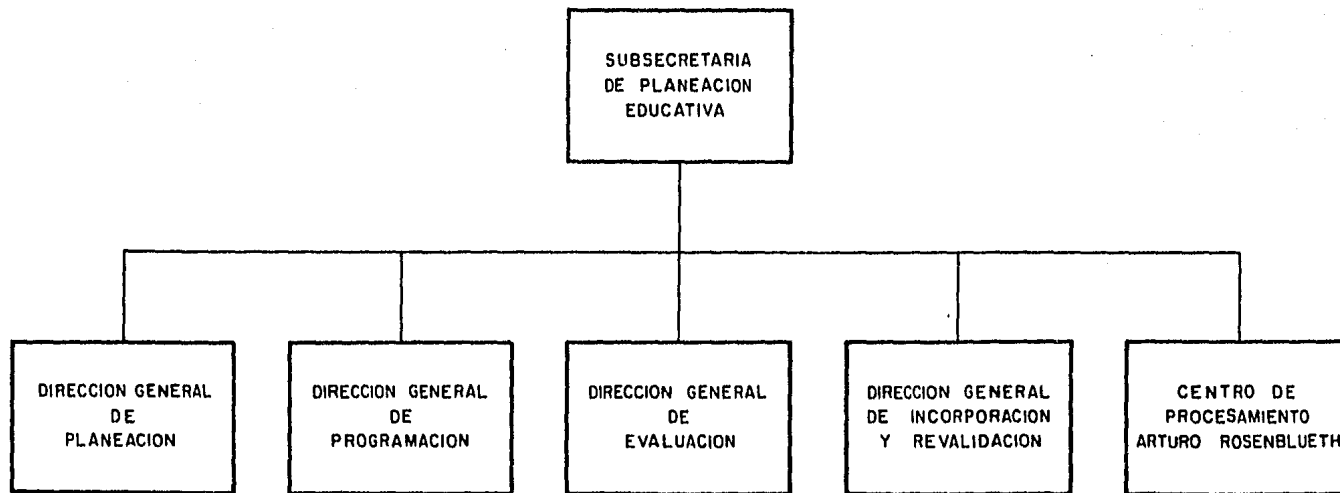 SUBSECRETARIA
DE PLANEACION
EDUCATIVA
DIRECCION GENERAL
DE
PLANEACION
DIRECCION GENERAL
DE
PROGRAMACION
DIRECCION GENERAL
DE
EVALUACION
DIRECCION GENERAL
DE INCORPORACION
Y REVALIDACION
CENTRO DE
PROCESAMIENTO
ARTURO ROSENBLUETH